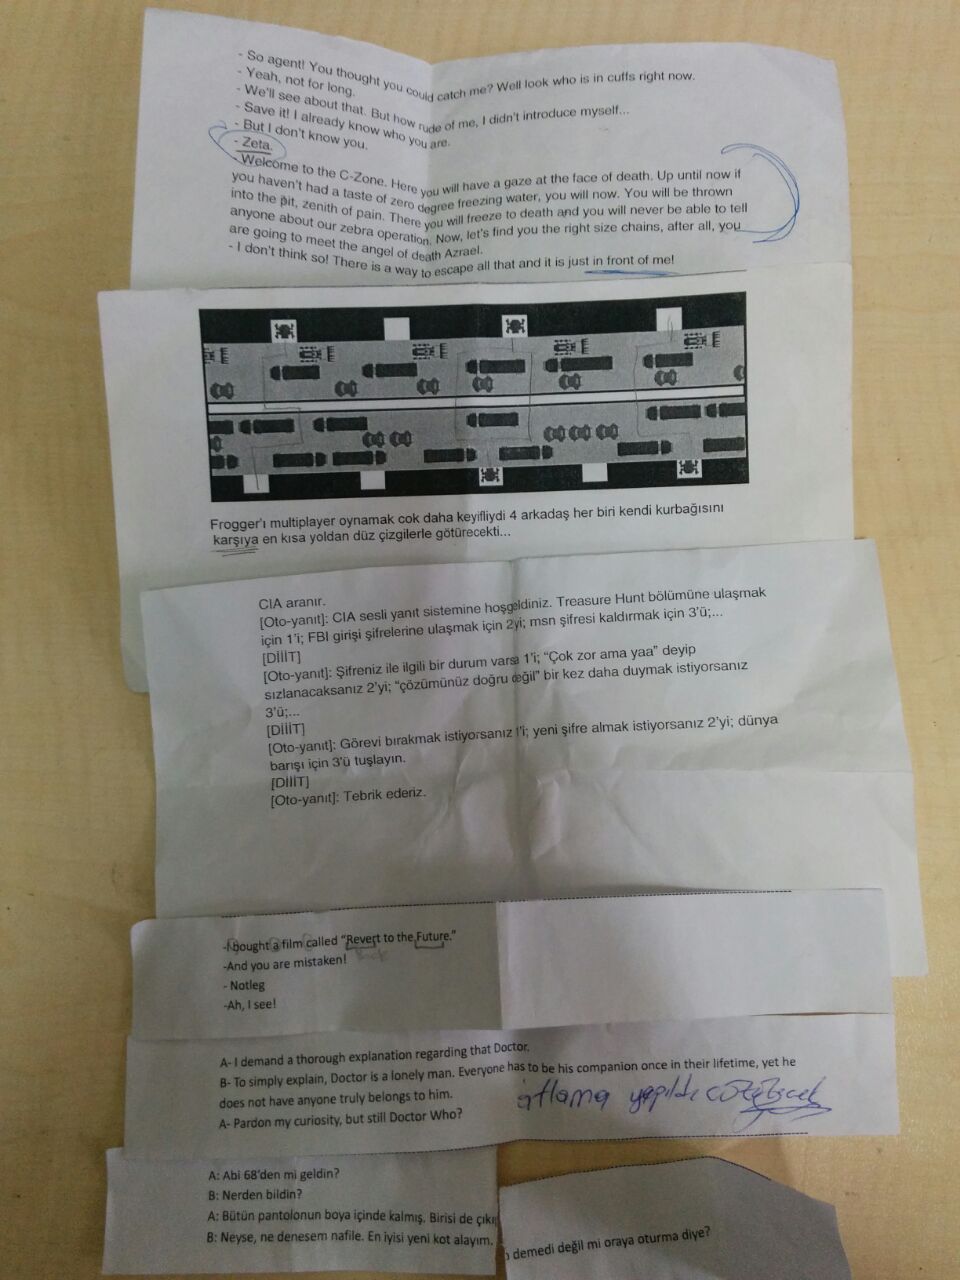 - So agent! You thought you could catch me? Well look who is in cuffs right now.
- Yeah, not for long.
- We'll see about that. But how rude of me, I didn't introduce myself...
- Save it! I already know who you are.
- But I don't know you.
- Zeta.
- Welcome to the C-Zone. Here you will have a gaze at the face of death. Up until now if
you haven't had a taste of zero degree freezing water, you will now. You will be thrown
into the pit, zenith of pain. There you will freeze to death and you will never be able to tell
anyone about our zebra operation. Now, let's find you the right size chains, after all, you
are going to meet the angel of death Azrael.
- I don't think so! There is a way to escape all that and it is just in front of me!
Frogger'ı multiplayer oynamak cok daha keyifliydi 4 arkadaş her biri kendi kurbağısını
karşıya en kısa yoldan düz çizgilerle götürecekti...
CIA aranır.
[Oto-yanıt]: CIA sesli yanıt sistemine hoşgeldiniz. Treasure Hunt bölümüne ulaşmak
için 1'i; FBI girişi şifrelerine ulaşmak için 2yi; msn şifresi kaldırmak için 3'ü;...
[DİİİT]
[Oto-yanıt]: Şifreniz ile ilgili bir durum varsa 1'i; "Çok zor ama yaa" deyip
sızlanacaksanız 2'yi; "çözümünüz doğru değil" bir kez daha duymak istiyorsanız
3'ü;...
[DİİİT]
[Oto-yanıt]: Görevi bırakmak istiyorsanız 1'i; yeni şifre almak istiyorsanız 2'yi; dünya
barışı için 3'ü tuşlayın.
[DİİİT]
[Oto-yanıt]: Tebrik ederiz.
-I bought a film called "Revert to the Future."
Back
-And you are mistaken!
- Notleg
-Ah, I see!
A- I demand a thorough explanation regarding that Doctor.
B- To simply explain, Doctor is a lonely man. Everyone has to be his companion once in their lifetime, yet he
does not have anyone truly belongs to him.
A- Pardon my curiosity, but still Doctor Who?
atlama yapıldı
A: Abi 68'den mi geldin?
B: Nerden bildin?
A: Bütün pantolonun boya içinde kalmış. Birisi de çıkı
demedi değil mi oraya oturma diye?
B: Neyse, ne denesem nafile. En iyisi yeni kot alayım.